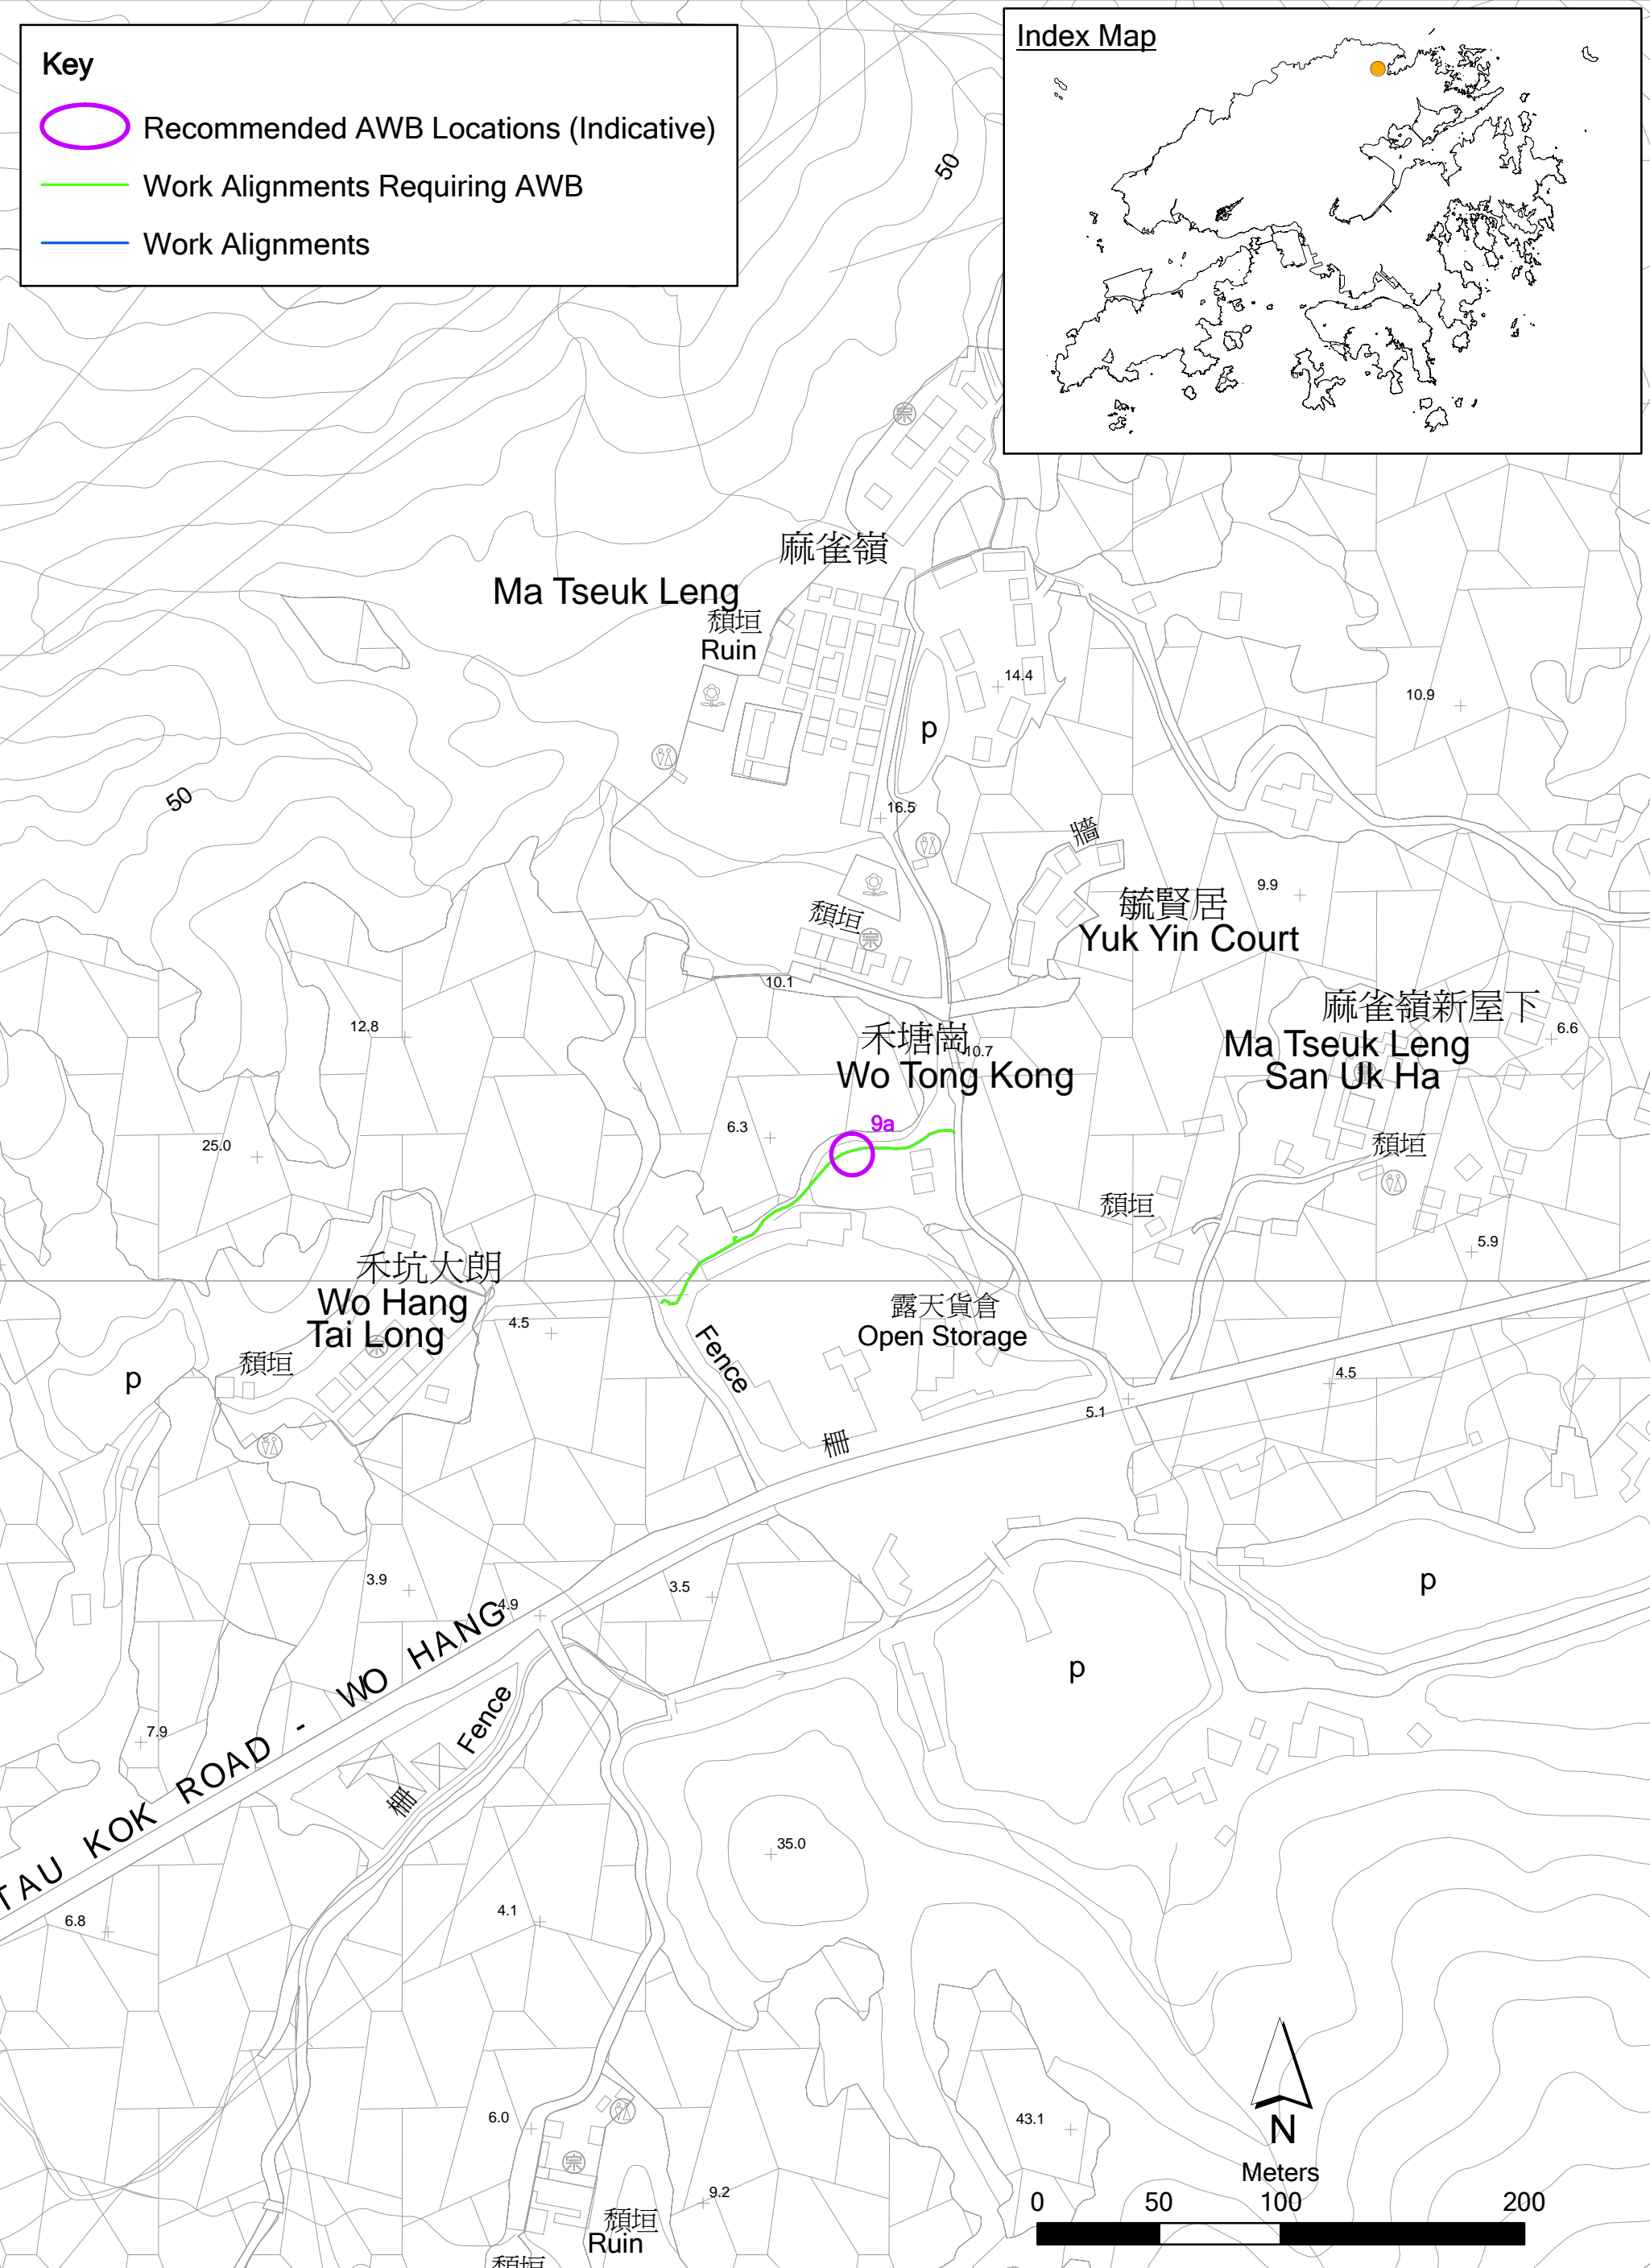 Key
Recommended AWB Locations (Indicative)
Work Alignments Requiring AWB
Work Alignments
Index Map
50
麻雀嶺
Ma Tseuk Leng
頹垣
Ruin
14.4
10.9
p
50
16.5
牆
9.9
毓賢居
Yuk Yin Court
頹垣
宗
宗
10.1
12.8
麻雀嶺新屋下
Ma Tseuk Leng
San Uk Ha
6.6
禾塘崗
10.7
Wo Tong Kong
9a
6.3
25.0
頹垣
頹垣
5.9
禾坑大朗
Wo Hang
Tai Long
4.5
露天貨倉
Open Storage
Fence
頹垣
p
4.5
5.1
柵
3.9
3.5
4.9
p
p
TAU KOK ROAD - WO HANG
Fence
柵
7.9
35.0
6.8
4.1
6.0
43.1
宗
9.2
頹垣
Ruin
頹垣
N
Meters
0 50 100 200